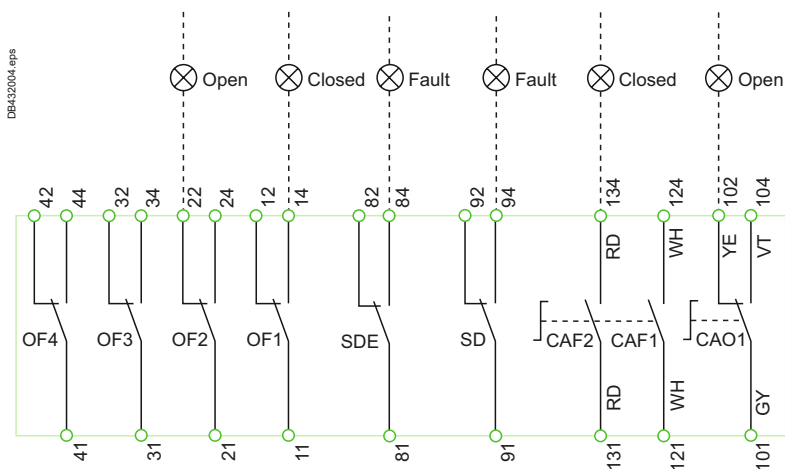 DB432004.eps
Open Closed Fault Fault Closed Open
42 44 32 34 22 24 12 14 82 84 92 94 134 124 102 104
RD WH YE VT
OF4 OF3 OF2 OF1 SDE SD CAF2 CAF1 CAO1
RD WH GY
41 31 21 11 81 91 131 121 101